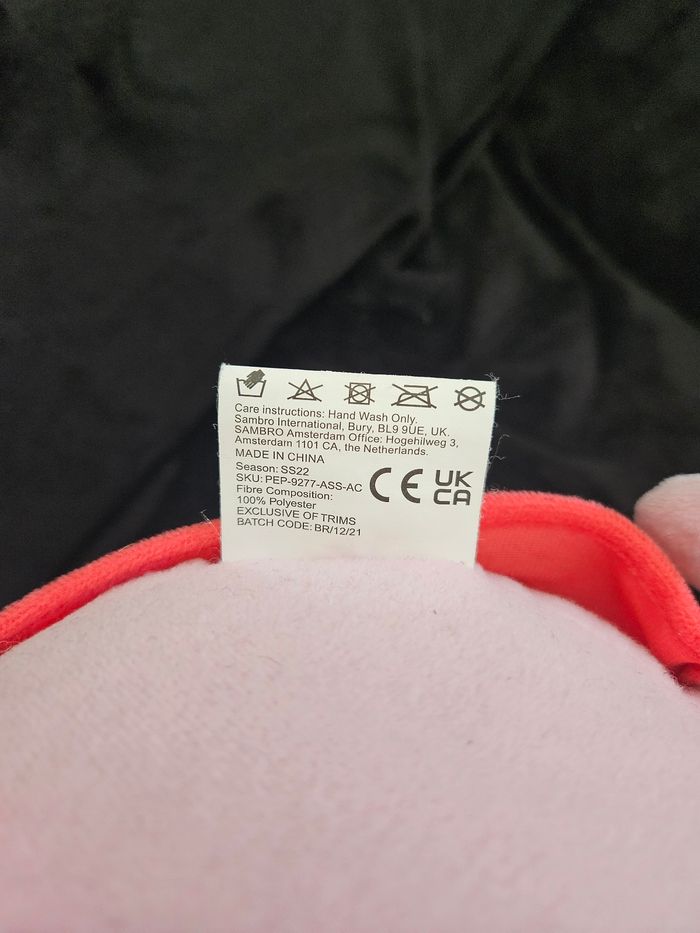 Care instructions: Hand Wash Only.
Sambro International, Bury, BL9 9UE, UK.
SAMBRO Amsterdam Office: Hogehilweg 3,
Amsterdam 1101 CA, the Netherlands.
MADE IN CHINA
Season: SS22
SKU: PEP-9277-ASS-AC
Fibre Composition:
100% Polyester
EXCLUSIVE OF TRIMS
BATCH CODE: BR/12/21
CE
UK
CA